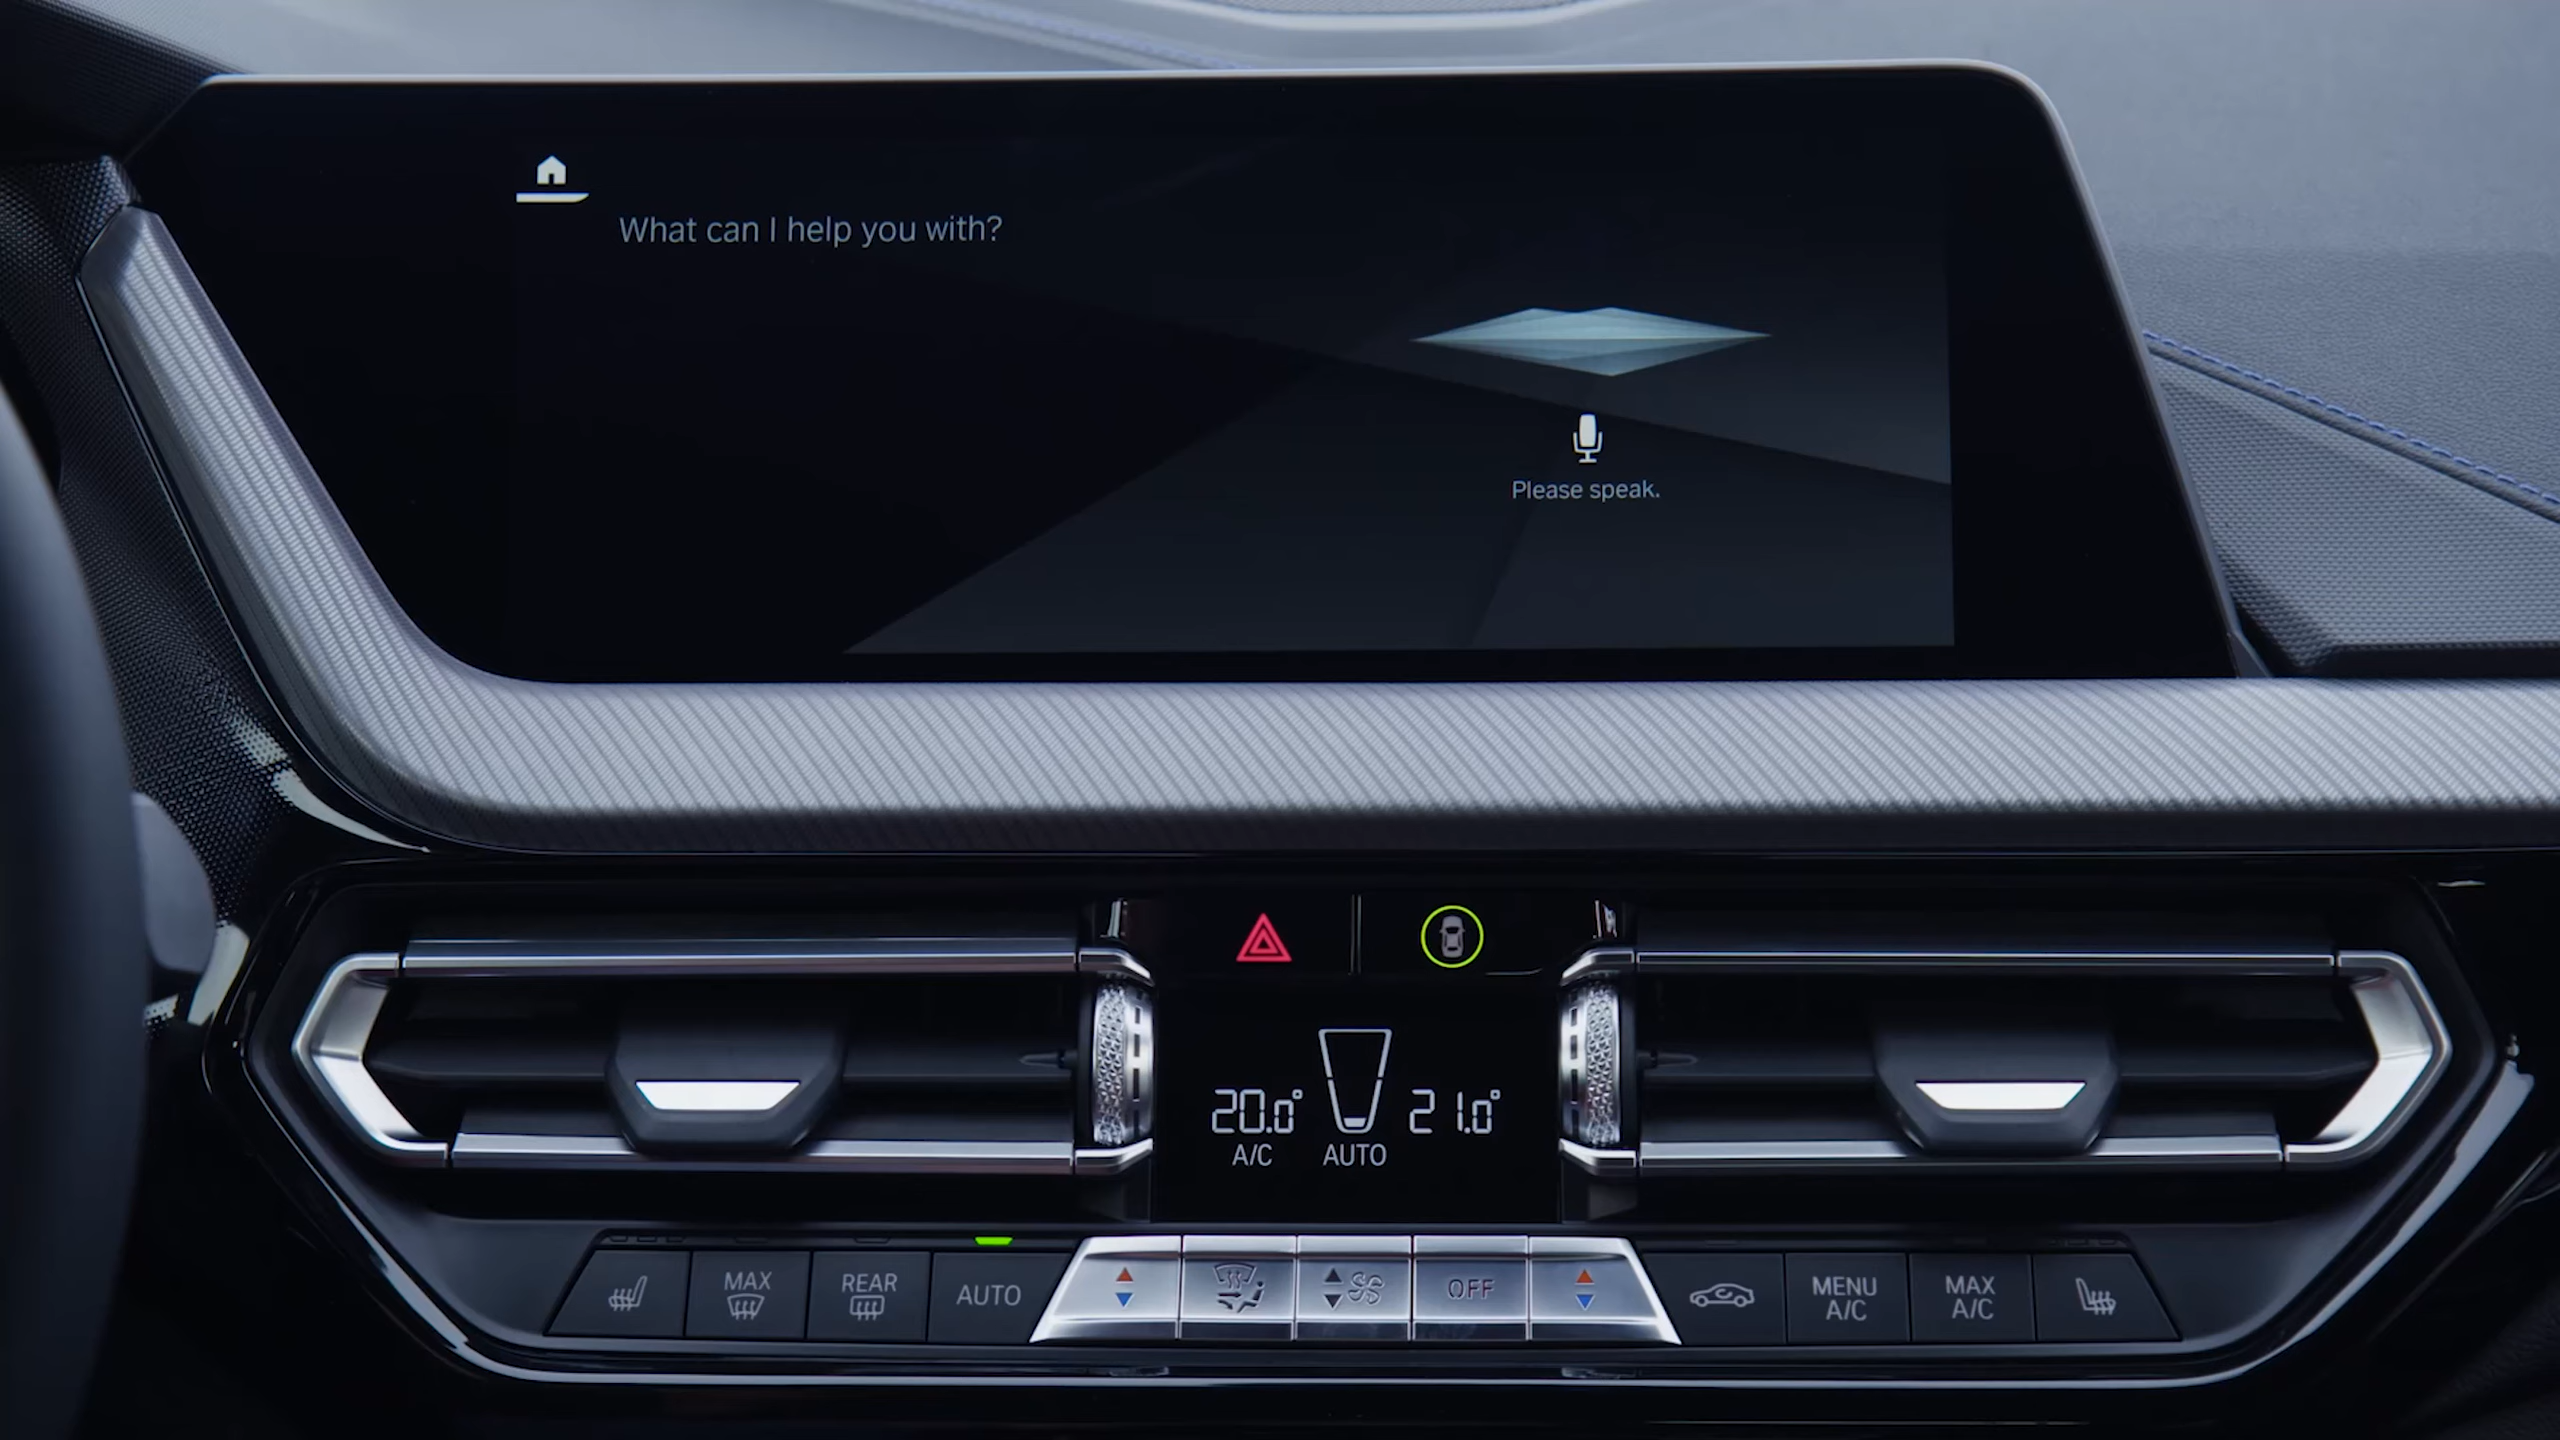 What can I help you with?
Please speak.
20.0° 21.0°
A/C AUTO
MAX
REAR
AUTO
OFF
MENU
A/C
MAX
A/C